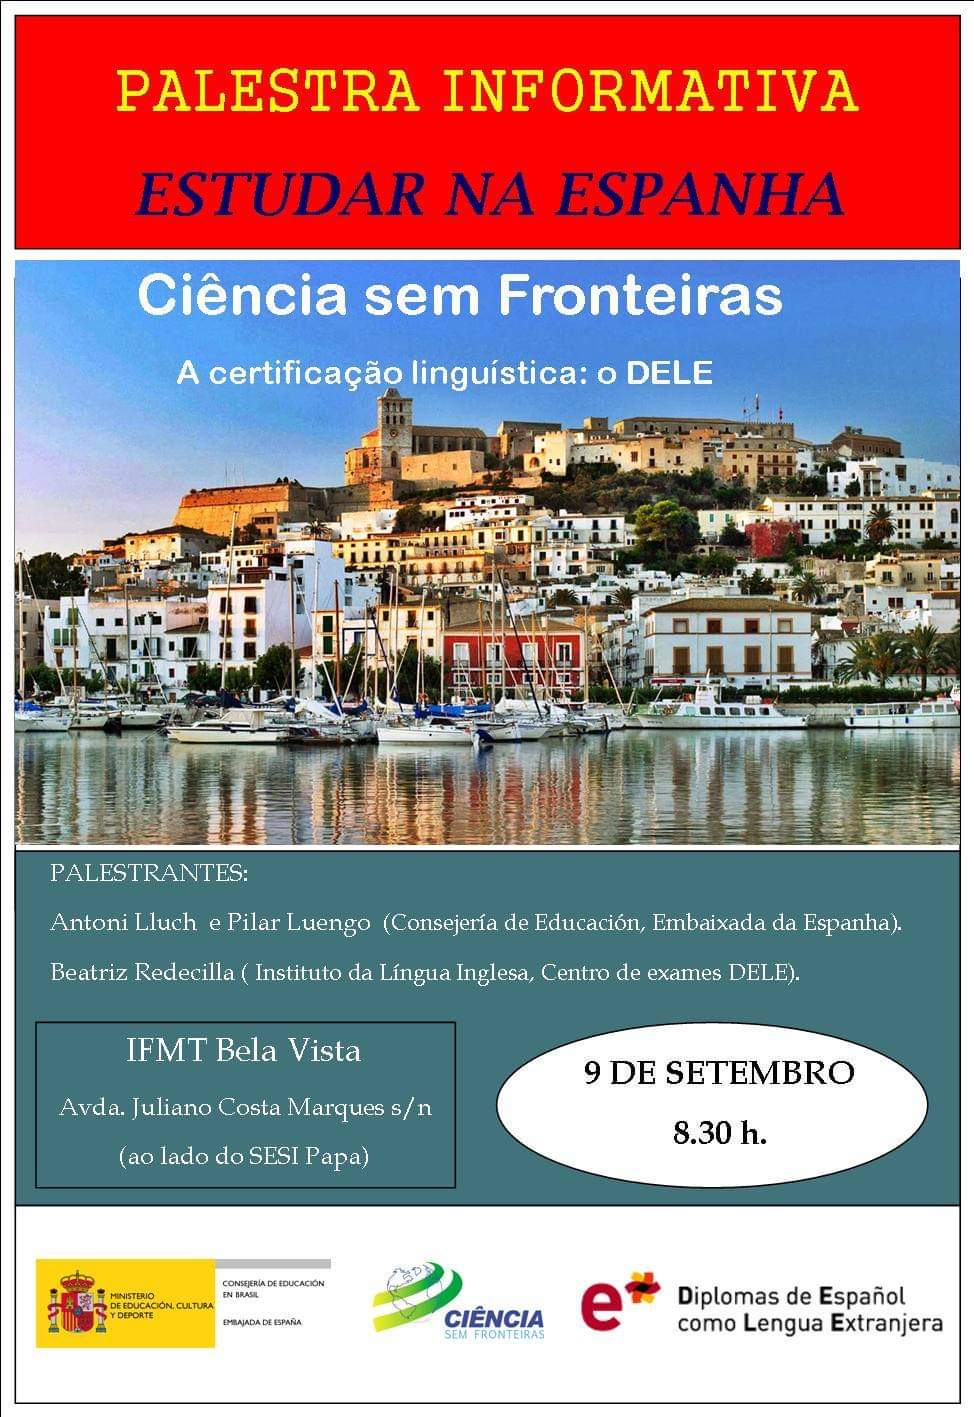 PALESTRA INFORMATIVA
ESTUDAR NA ESPANHA
Ciência sem Fronteiras
A certificação linguística: o DELE
PALESTRANTES:
Antoni Lluch e Pilar Luengo (Consejería de Educación, Embaixada da Espanha).
Beatriz Redecilla ( Instituto da Língua Inglesa, Centro de exames DELE).
IFMT Bela Vista
Avda. Juliano Costa Marques s/n
(ao lado do SESI Papa)
9 DE SETEMBRO
8.30 h.
MINISTERIO
DE EDUCACIÓN, CULTURA
Y DEPORTE
CONSEJERÍA DE EDUCACIÓN
EN BRASIL
EMBAJADA DE ESPAÑA
CIÊNCIA
SEM FRONTEIRAS
e
Diplomas de Español
como Lengua Extranjera